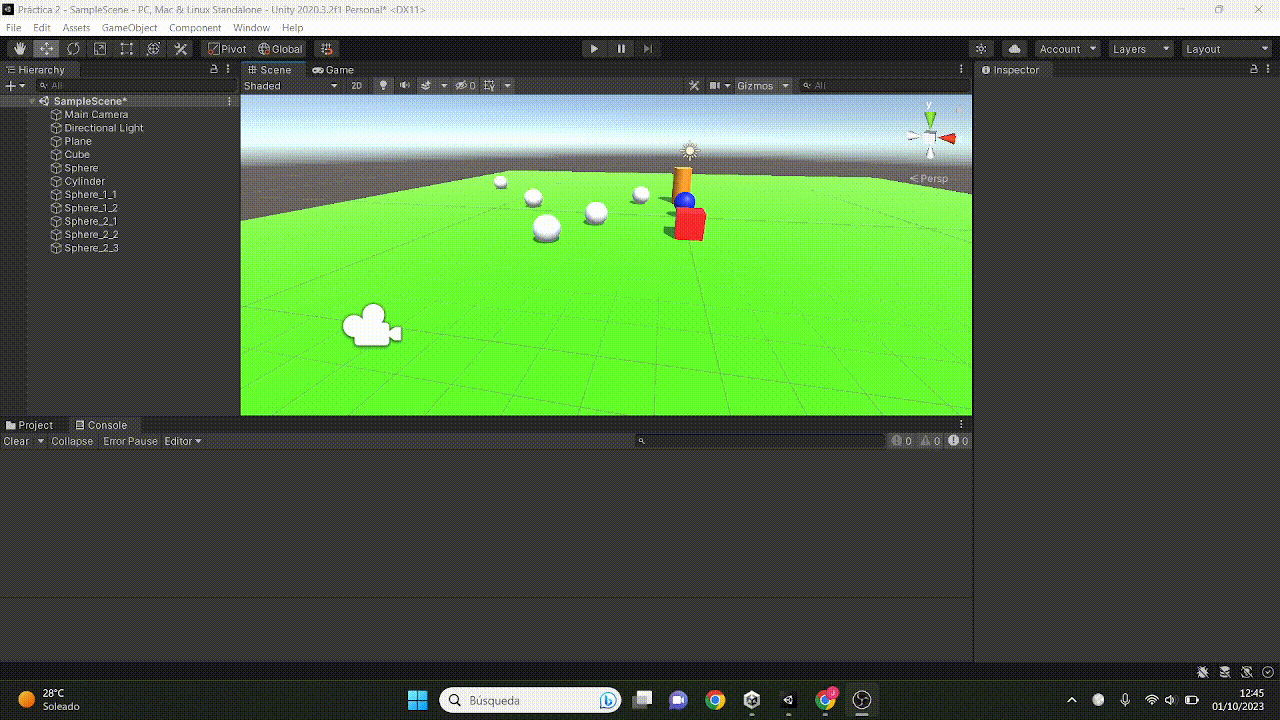 Práctica 2 - SampleScene - PC, Mac & Linux Standalone - Unity 2020.3.2f1 Personal* <DX11>
File Edit Assets GameObject Component Window Help
Pivot Global Account Layers Layout
Hierarchy Scene Game Inspector
All Shaded 2D 0 Gizmos All
SampleScene*
Main Camera
Directional Light
Plane
Cube
Sphere
Cylinder
Sphere_1_1
Sphere_1_2
Sphere_2_1
Sphere_2_2
Sphere_2_3
y
< Persp
Project Console
Clear Collapse Error Pause Editor 0 0 0
28°C
Soleado
Búsqueda
3
12:45
01/10/2023